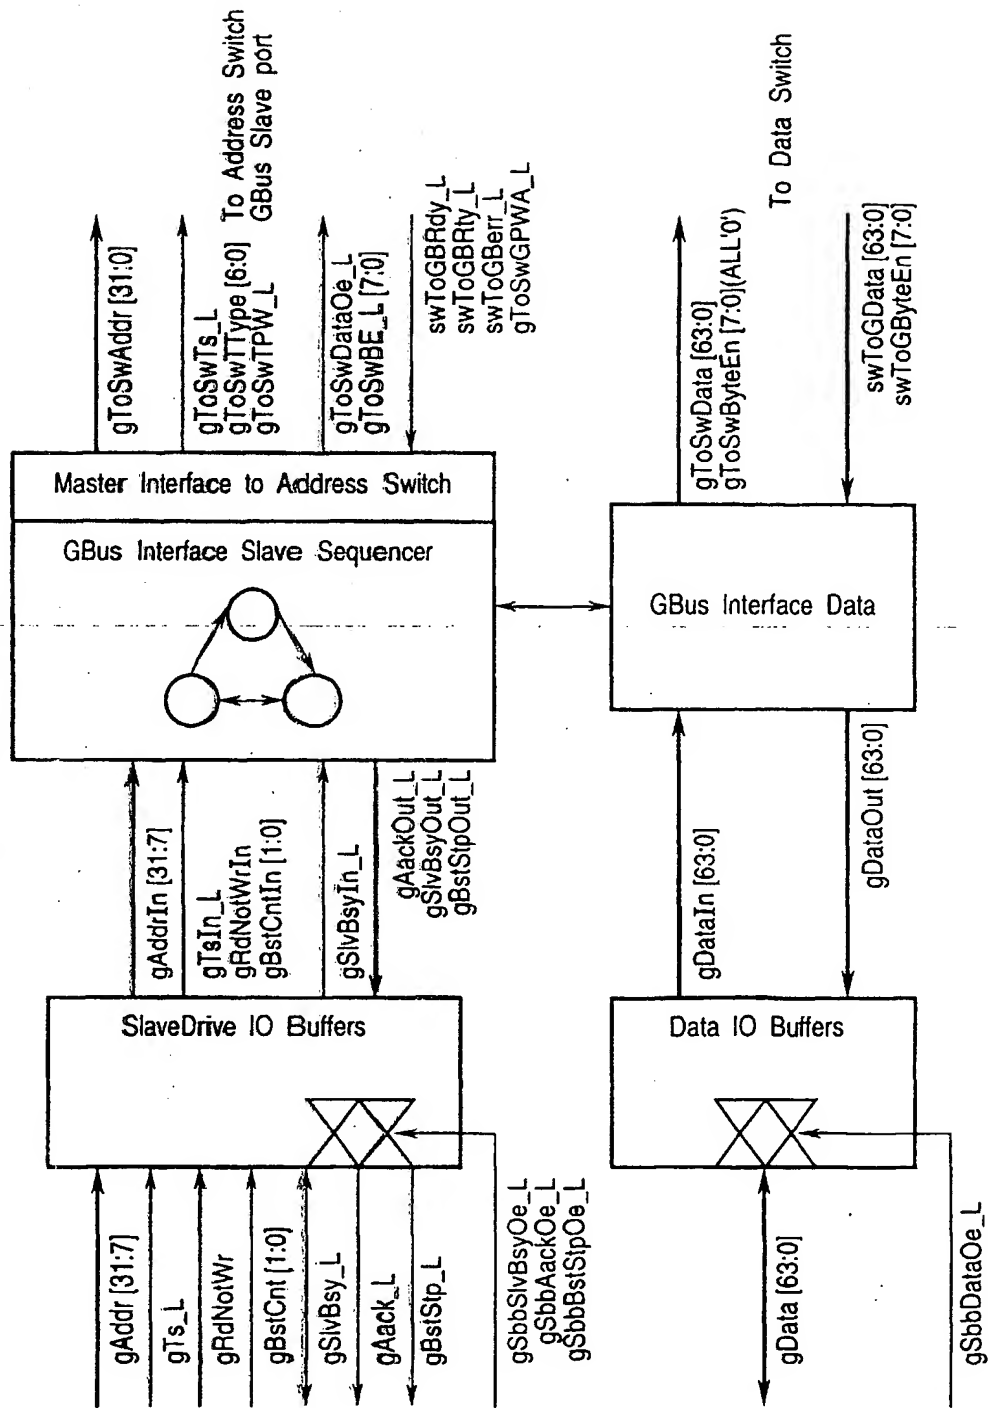 To Address Switch
GBus Slave port
gToSwAddr [31:0]
gToSwTs_L
gToSwTType [6:0]
gToSwTPW_L
gToSwDataOe_L
gToSwBE_L [7:0]
swToGBRdy_L
swToGBRty_L
swToGBerr_L
gToSwGPWA_L
Master Interface to Address Switch
GBus Interface Slave Sequencer
gAddrIn [31:7]
gTsIn_L
gRdNotWrIn
gBstCntIn [1:0]
gSlvBsyIn_L
gAackOut_L
gSlvBsyOut_L
gBstStpOut_L
SlaveDrive IO Buffers
gAddr [31:7]
gTs_L
gRdNotWr
gBstCnt [1:0]
gSlvBsy_L
gAack_L
gBstStp_L
gSbbSlvBsyOe_L
gSbbAackOe_L
gSbbBstStpOe_L
To Data Switch
gToSwData [63:0]
gToSwByteEn [7:0](ALL'0')
swToGData [63:0]
swToGByteEn [7:0]
GBus Interface Data
gDataIn [63:0]
gDataOut [63:0]
Data IO Buffers
gData [63:0]
gSbbDataOe_L